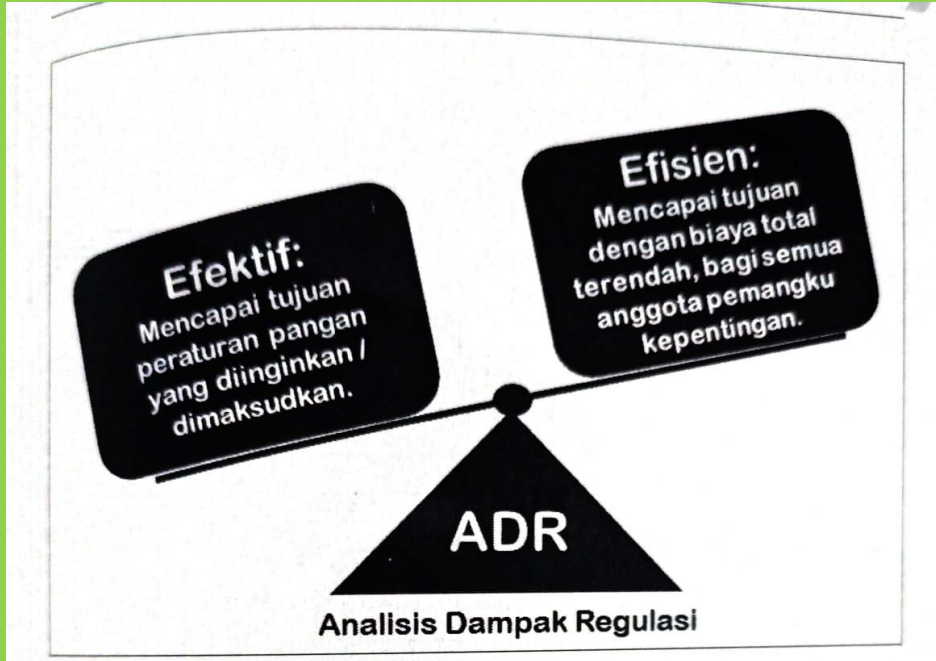 Efektif:
Mencapai tujuan
peraturan pangan
yang diinginkan /
dimaksudkan.
Efisien:
Mencapai tujuan
dengan biaya total
terendah, bagi semua
anggota pemangku
kepentingan.
ADR
Analisis Dampak Regulasi